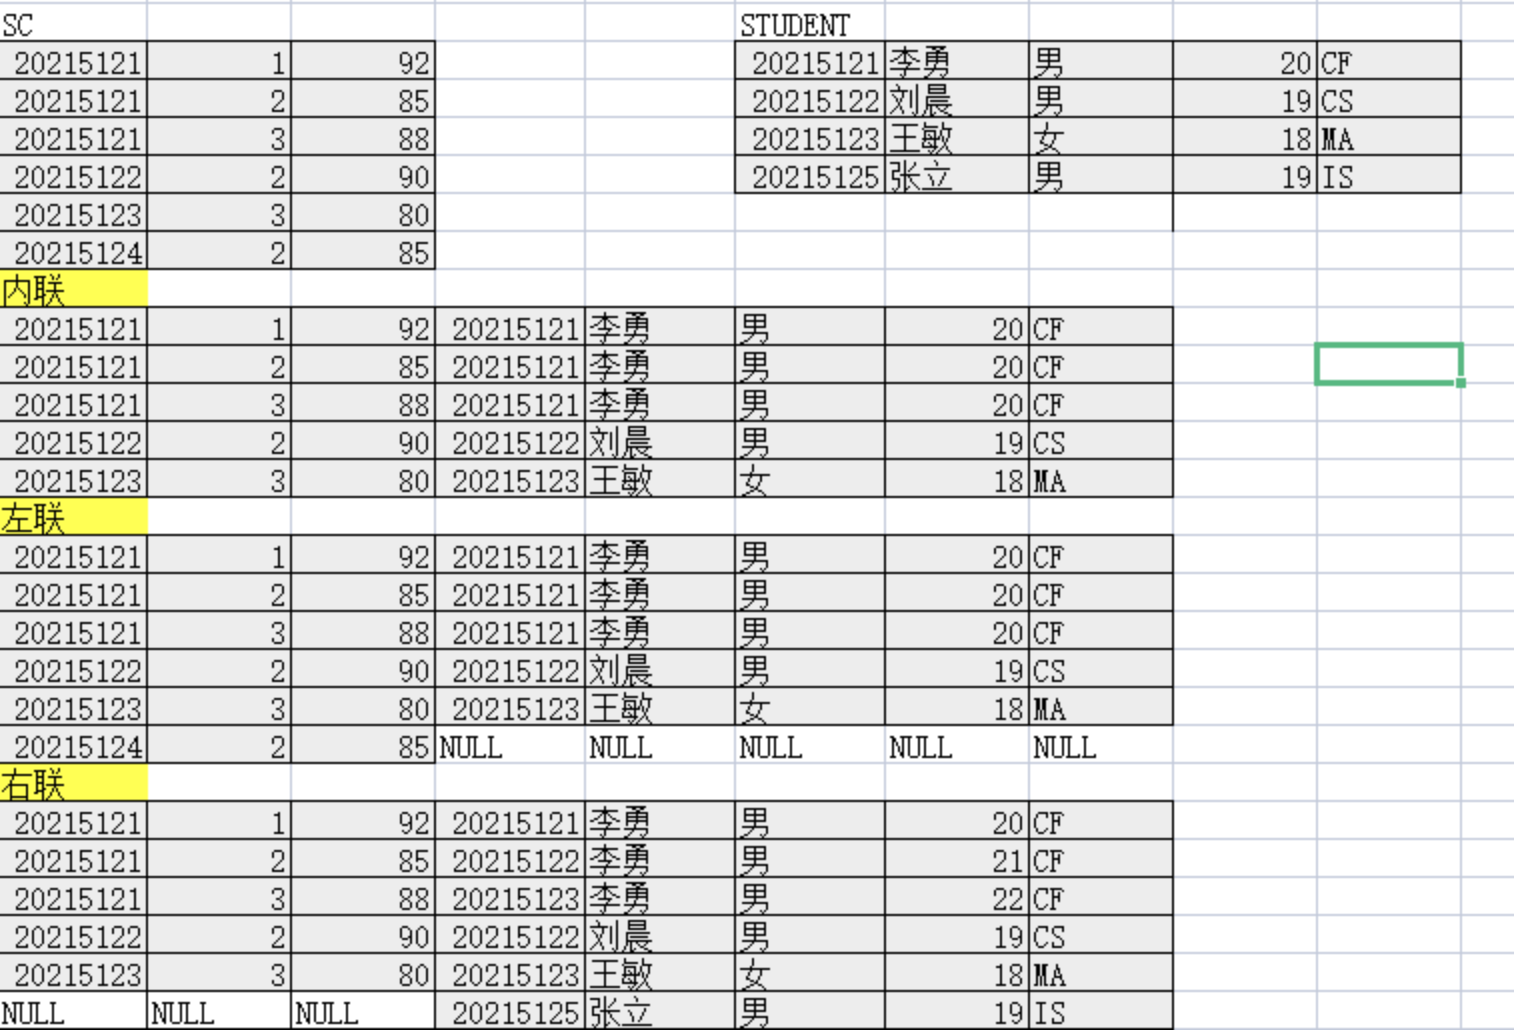 SC STUDENT
20215121 1 92 20215121 李勇 男 20 CF
20215121 2 85 20215122 刘晨 男 19 CS
20215121 3 88 20215123 王敏 女 18 MA
20215122 2 90 20215125 张立 男 19 IS
20215123 3 80
20215124 2 85
内联
20215121 1 92 20215121 李勇 男 20 CF
20215121 2 85 20215121 李勇 男 20 CF
20215121 3 88 20215121 李勇 男 20 CF
20215122 2 90 20215122 刘晨 男 19 CS
20215123 3 80 20215123 王敏 女 18 MA
左联
20215121 1 92 20215121 李勇 男 20 CF
20215121 2 85 20215121 李勇 男 20 CF
20215121 3 88 20215121 李勇 男 20 CF
20215122 2 90 20215122 刘晨 男 19 CS
20215123 3 80 20215123 王敏 女 18 MA
20215124 2 85 NULL NULL NULL NULL NULL
右联
20215121 1 92 20215121 李勇 男 20 CF
20215121 2 85 20215122 李勇 男 21 CF
20215121 3 88 20215123 李勇 男 22 CF
20215122 2 90 20215122 刘晨 男 19 CS
20215123 3 80 20215123 王敏 女 18 MA
NULL NULL NULL 20215125 张立 男 19 IS